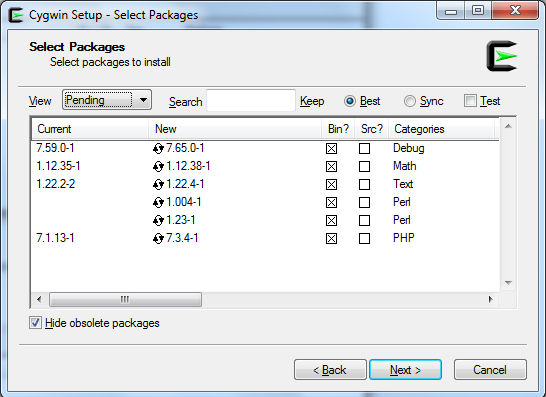 Cygwin Setup - Select Packages
Select Packages
Select packages to install
View Pending Search Keep Best Sync Test
Current New Bin? Src? Categories
7.59.0-1 7.65.0-1 Debug
1.12.35-1 1.12.38-1 Math
1.22.2-2 1.22.4-1 Text
1.004-1 Perl
1.23-1 Perl
7.1.13-1 7.3.4-1 PHP
Hide obsolete packages
< Back Next > Cancel